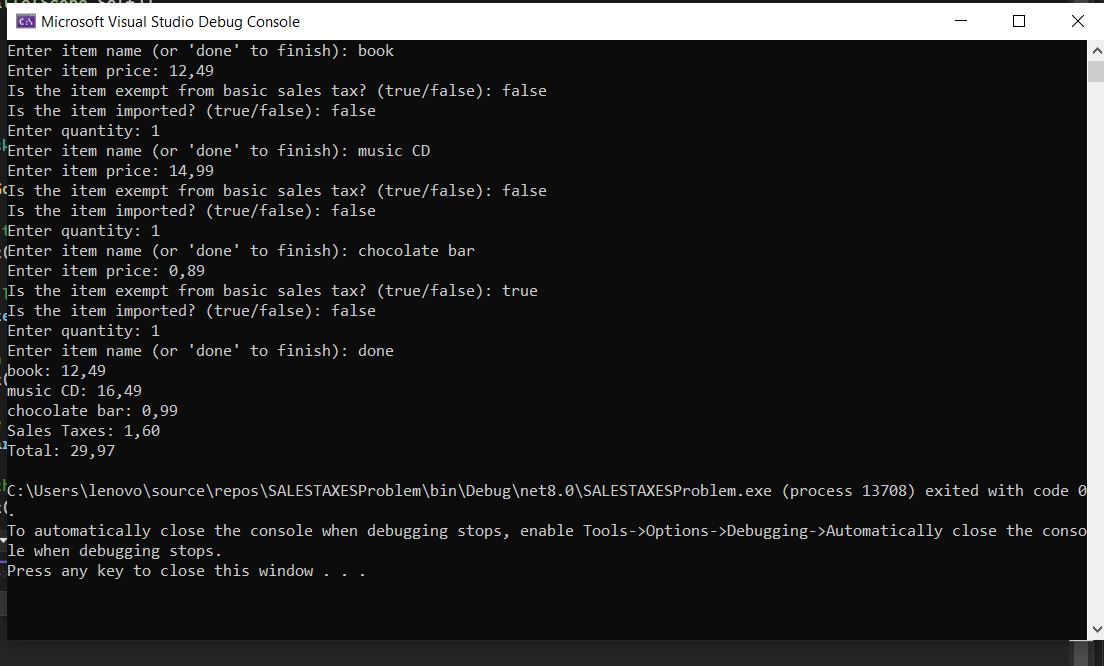 Microsoft Visual Studio Debug Console
Enter item name (or 'done' to finish): book
Enter item price: 12,49
Is the item exempt from basic sales tax? (true/false): false
Is the item imported? (true/false): false
Enter quantity: 1
Enter item name (or 'done' to finish): music CD
Enter item price: 14,99
Is the item exempt from basic sales tax? (true/false): false
Is the item imported? (true/false): false
Enter quantity: 1
Enter item name (or 'done' to finish): chocolate bar
Enter item price: 0,89
Is the item exempt from basic sales tax? (true/false): true
Is the item imported? (true/false): false
Enter quantity: 1
Enter item name (or 'done' to finish): done
book: 12,49
music CD: 16,49
chocolate bar: 0,99
Sales Taxes: 1,60
Total: 29,97
C:\Users\lenovo\source\repos\SALESTAXESProblem\bin\Debug\net8.0\SALESTAXESProblem.exe (process 13708) exited with code 0
.
To automatically close the console when debugging stops, enable Tools->Options->Debugging->Automatically close the conso
le when debugging stops.
Press any key to close this window . . .